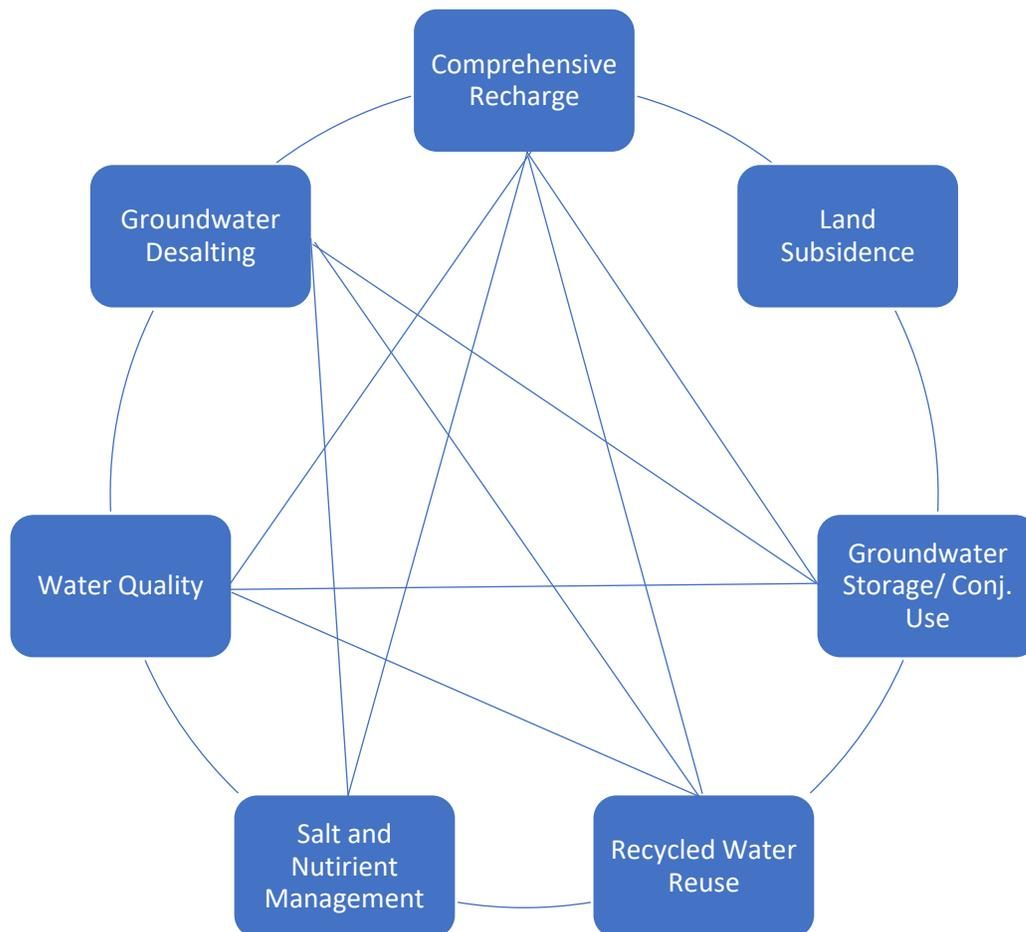 Comprehensive
Recharge
Land
Subsidence
Groundwater
Storage/ Conj.
Use
Recycled Water
Reuse
Salt and
Nutirient
Management
Water Quality
Groundwater
Desalting